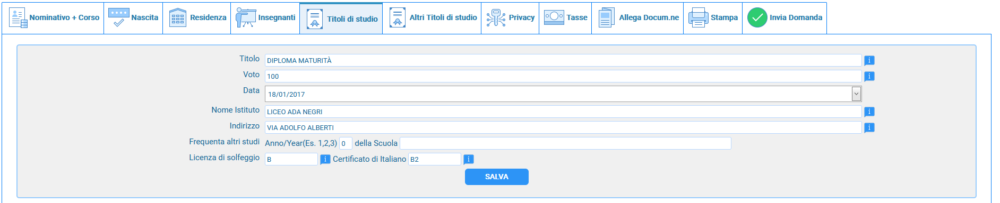 Nominativo + Corso Nascita Residenza Insegnanti Titoli di studio Altri Titoli di studio Privacy Tasse Allega Docum.ne Stampa Invia Domanda
Titolo DIPLOMA MATURITÀ i
Voto 100 i
Data 18/01/2017
Nome Istituto LICEO ADA NEGRI i
Indirizzo VIA ADOLFO ALBERTI i
Frequenta altri studi Anno/Year(Es. 1,2,3) 0 della Scuola
Licenza di solfeggio B i Certificato di Italiano B2 i
SALVA